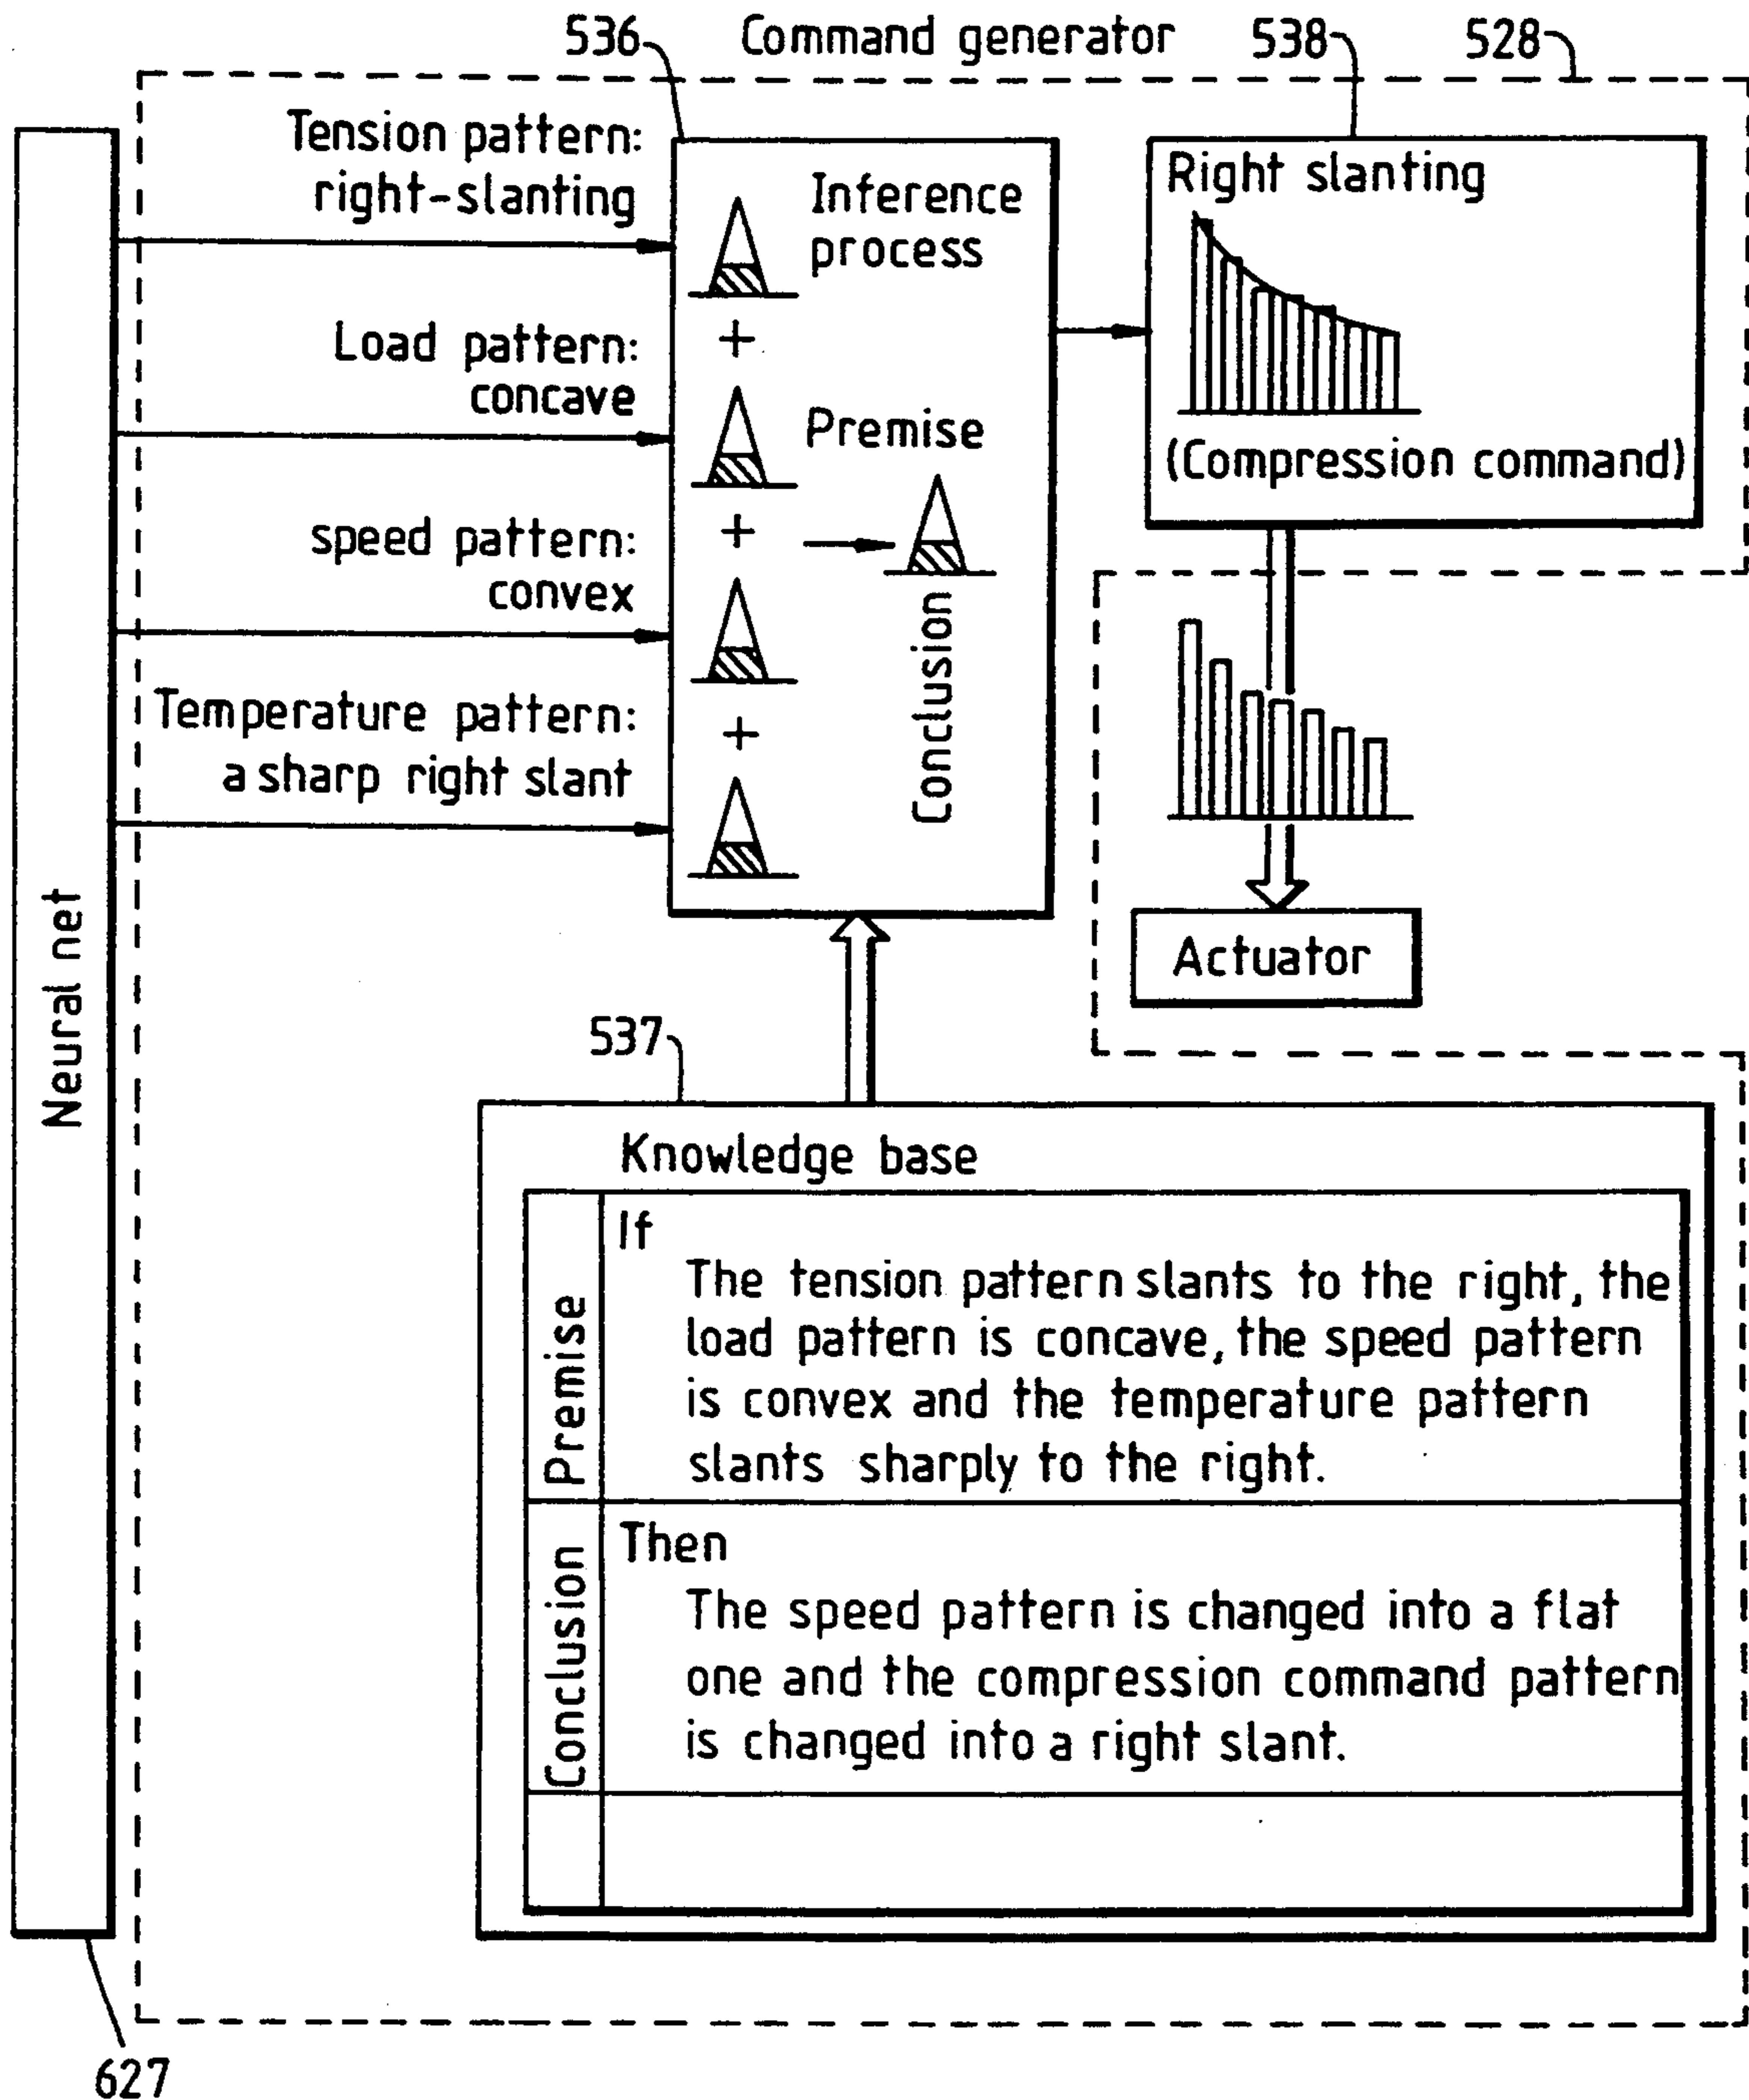 536
Command generator
538
528
Tension pattern:
right-slanting
Load pattern:
concave
speed pattern:
convex
Temperature pattern:
a sharp right slant
Neural net
627
Inference
process
+
Premise
+
+
Conclusion
Right slanting
(Compression command)
Actuator
537
Knowledge base
Premise
If
The tension pattern slants to the right, the
load pattern is concave, the speed pattern
is convex and the temperature pattern
slants sharply to the right.
Conclusion
Then
The speed pattern is changed into a flat
one and the compression command pattern
is changed into a right slant.